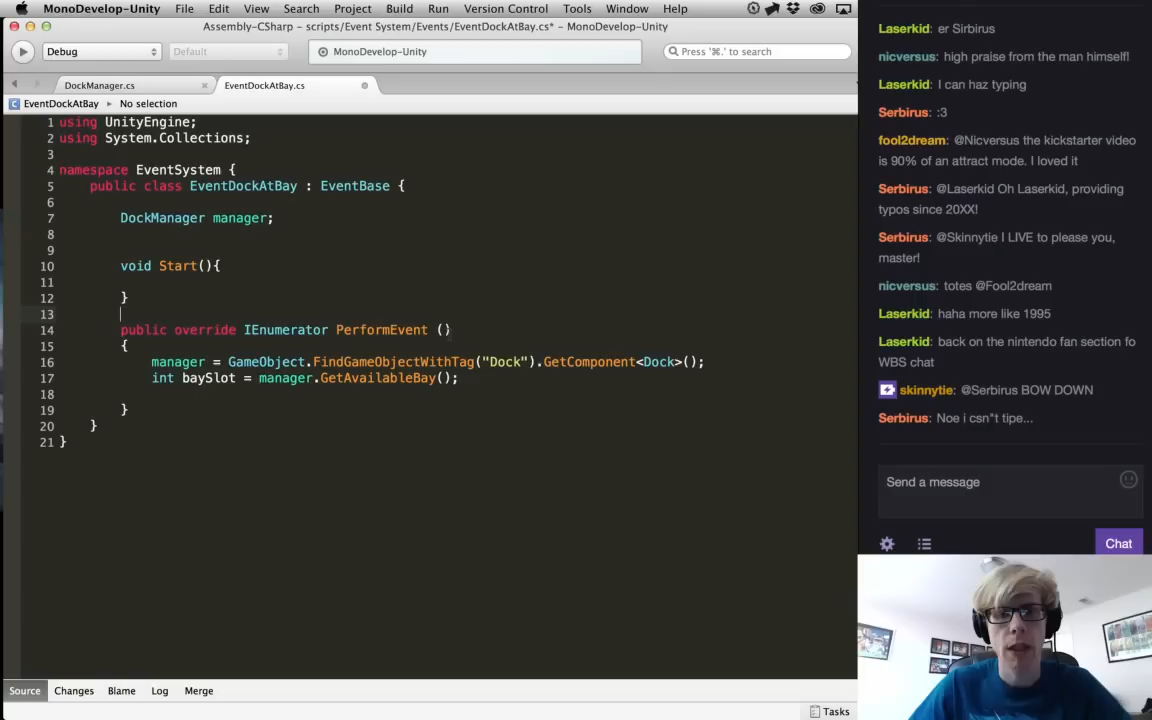 MonoDevelop-Unity File Edit View Search Project Build Run Version Control Tools Window Help
Assembly-CSharp – scripts/Event System/Events/EventDockAtBay.cs* – MonoDevelop-Unity
Debug
Default
MonoDevelop-Unity
Press '⌘.' to search
DockManager.cs
EventDockAtBay.cs
EventDockAtBay ▸ No selection
1 using UnityEngine;
2 using System.Collections;
3
4 namespace EventSystem {
5 public class EventDockAtBay : EventBase {
6
7 DockManager manager;
8
9
10 void Start(){
11
12 }
13
14 public override IEnumerator PerformEvent ()
15 {
16 manager = GameObject.FindGameObjectWithTag("Dock").GetComponent<Dock>();
17 int baySlot = manager.GetAvailableBay();
18
19 }
20 }
21 }
Source Changes Blame Log Merge
Tasks
Laserkid: er Sirbirus
nicversus: high praise from the man himself!
Laserkid: I can haz typing
Serbirus: :3
fool2dream: @Nicversus the kickstarter video
is 90% of an attract mode. I loved it
Serbirus: @Laserkid Oh Laserkid, providing
typos since 20XX!
Serbirus: @Skinnytie I LIVE to please you,
master!
nicversus: totes @Fool2dream
Laserkid: haha more like 1995
Laserkid: back on the nintendo fan section fo
WBS chat
skinnytie: @Serbirus BOW DOWN
Serbirus: Noe i csn"t tipe...
Send a message
Chat